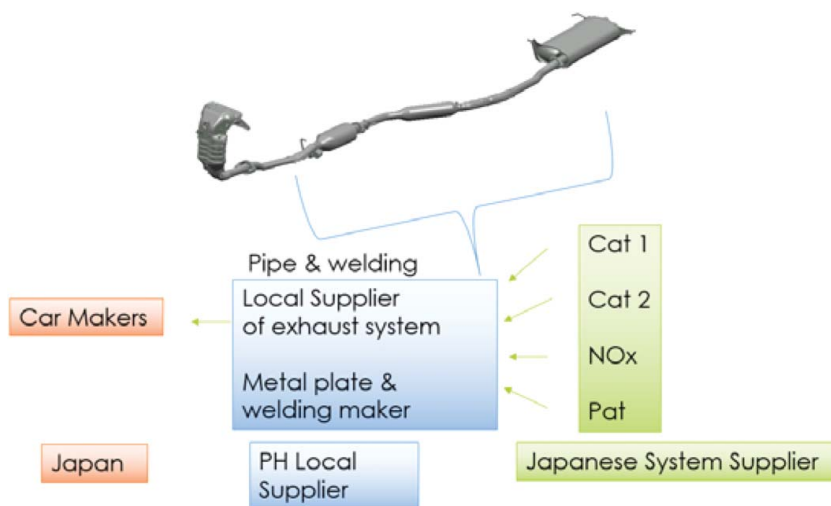 Pipe & welding
Local Supplier
of exhaust system
Metal plate &
welding maker
Car Makers
Cat 1
Cat 2
NOx
Pat
Japan
PH Local
Supplier
Japanese System Supplier